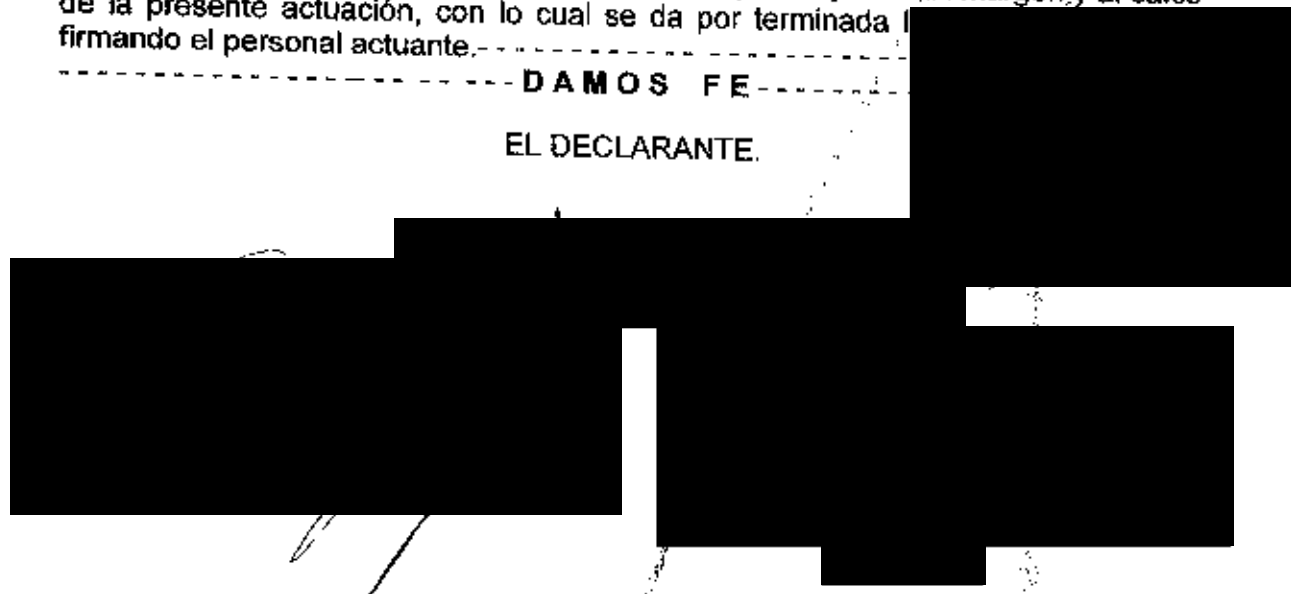 de la presente actuación, con lo cual se da por terminada
firmando el personal actuante.- - - - - - - - - - - - - - - - - - - -
- - - - - - - - - - - - - - - - - - - - DAMOS FE- - - - - - - -
EL DECLARANTE.